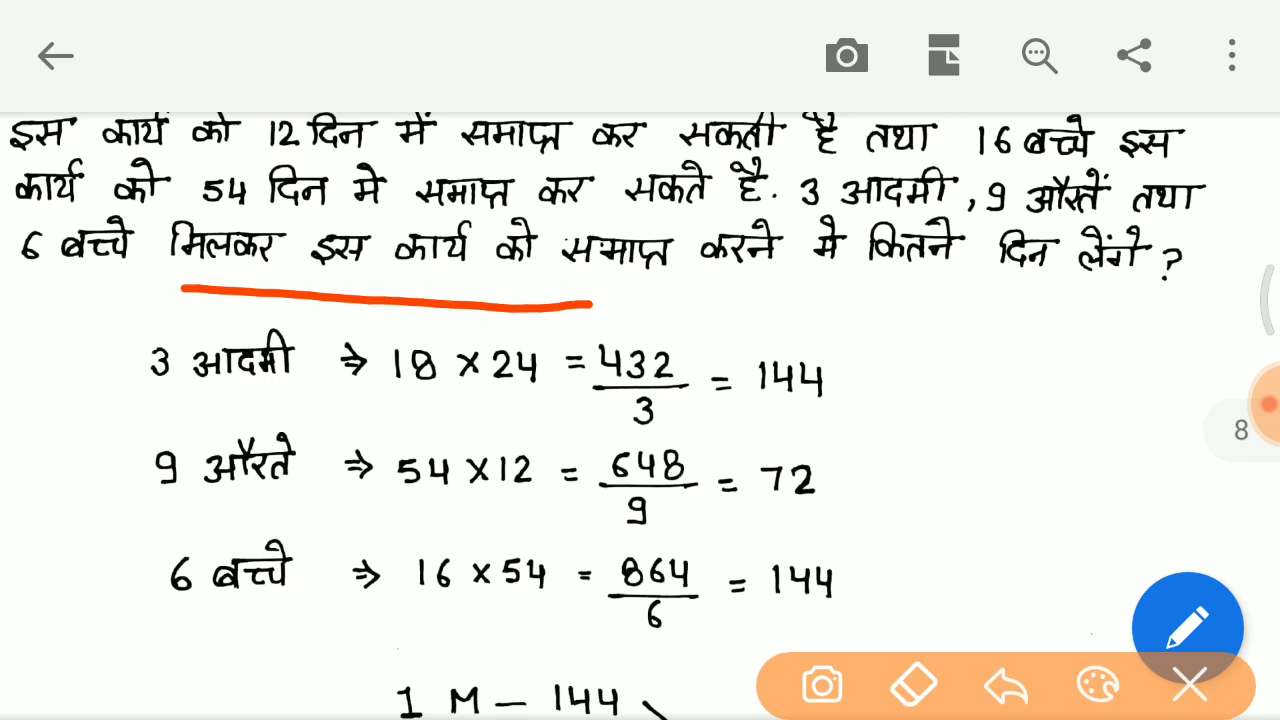 इस कार्य को 12 दिन में समाप्त कर सकती है तथा 16 बच्चे इस
कार्य को 54 दिन मे समाप्त कर सकते है. 3 आदमी, 9 औरतें तथा
6 बच्चे मिलकर इस कार्य को समाप्त करने मे कितने दिन लेंगे ?
3 आदमी ⇒ 18 × 24 = 432/3 = 144
9 औरते ⇒ 54 × 12 = 648/9 = 72
6 बच्चे ⇒ 16 × 54 = 864/6 = 144
1 M – 144
8